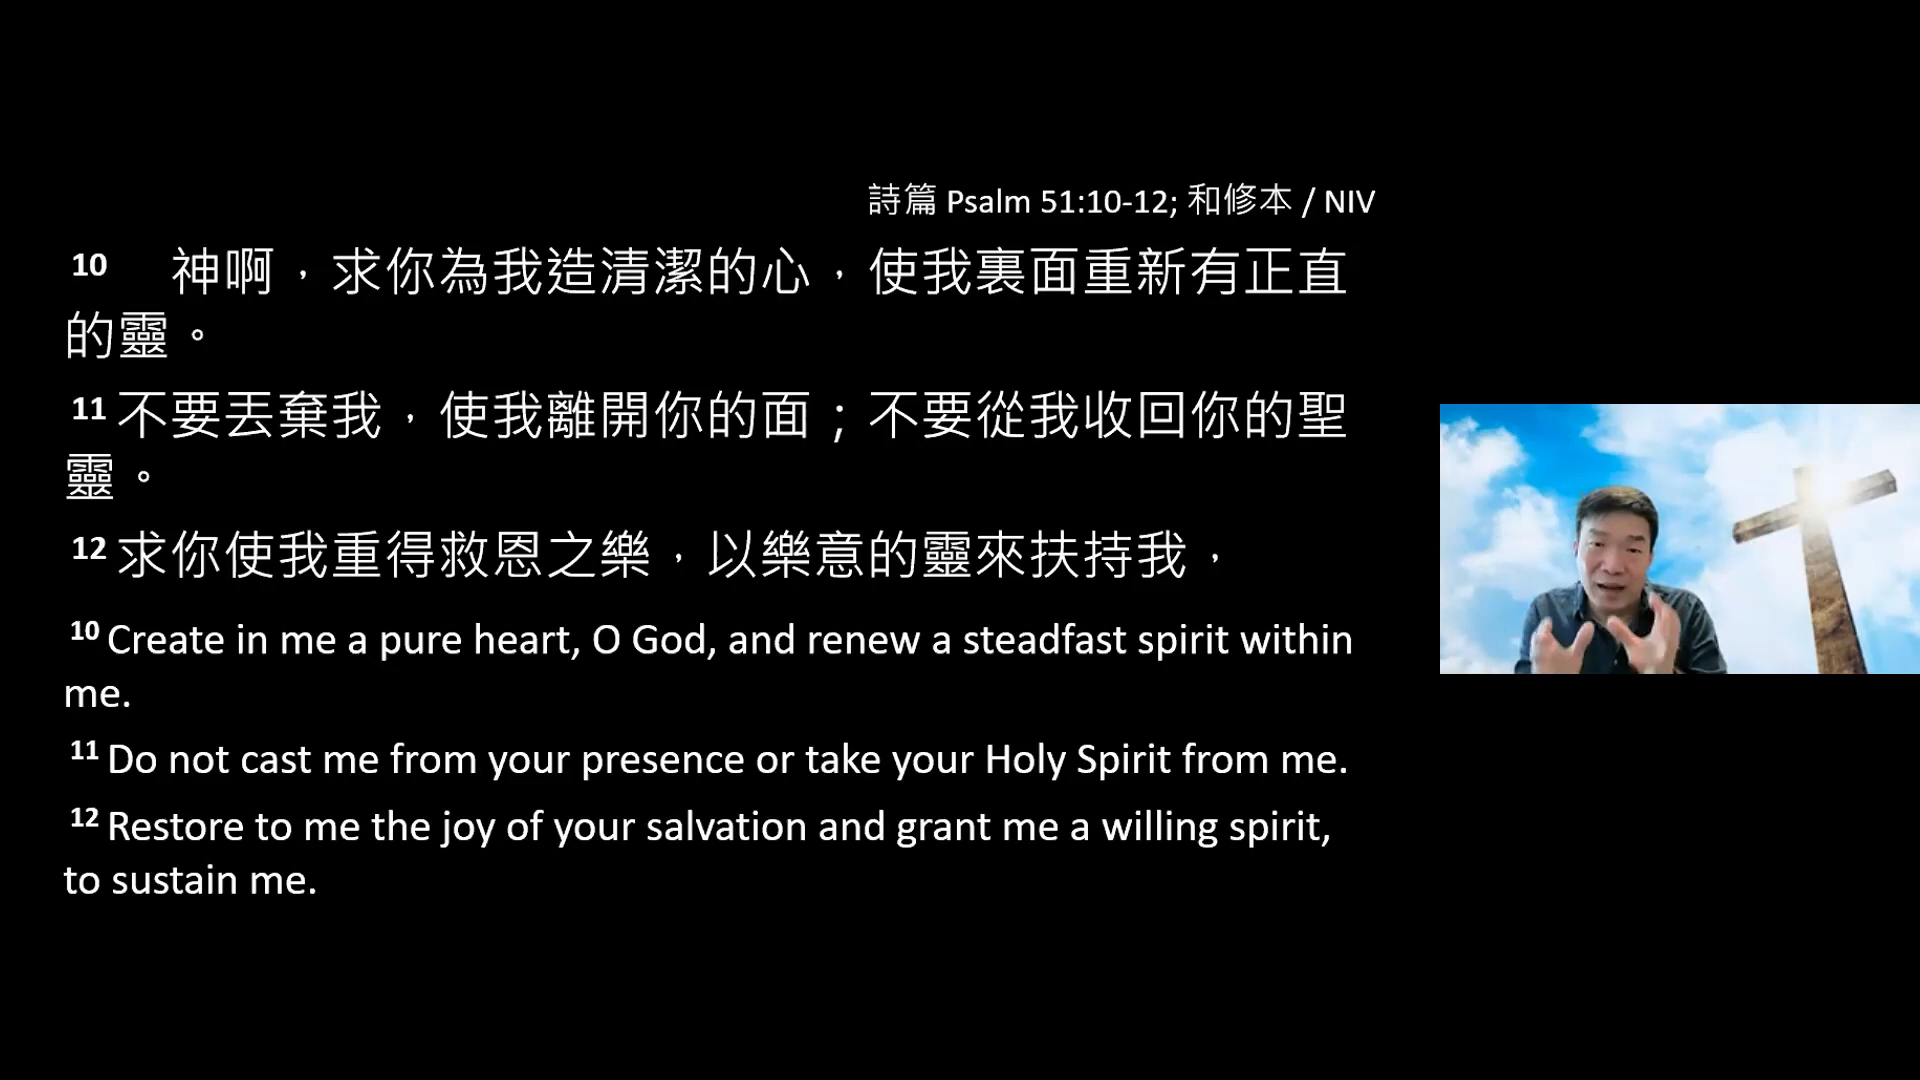 詩篇 Psalm 51:10-12; 和修本 / NIV
10 神啊，求你為我造清潔的心，使我裏面重新有正直
的靈。
11 不要丟棄我，使我離開你的面；不要從我收回你的聖
靈。
12 求你使我重得救恩之樂，以樂意的靈來扶持我，
10 Create in me a pure heart, O God, and renew a steadfast spirit within
me.
11 Do not cast me from your presence or take your Holy Spirit from me.
12 Restore to me the joy of your salvation and grant me a willing spirit,
to sustain me.